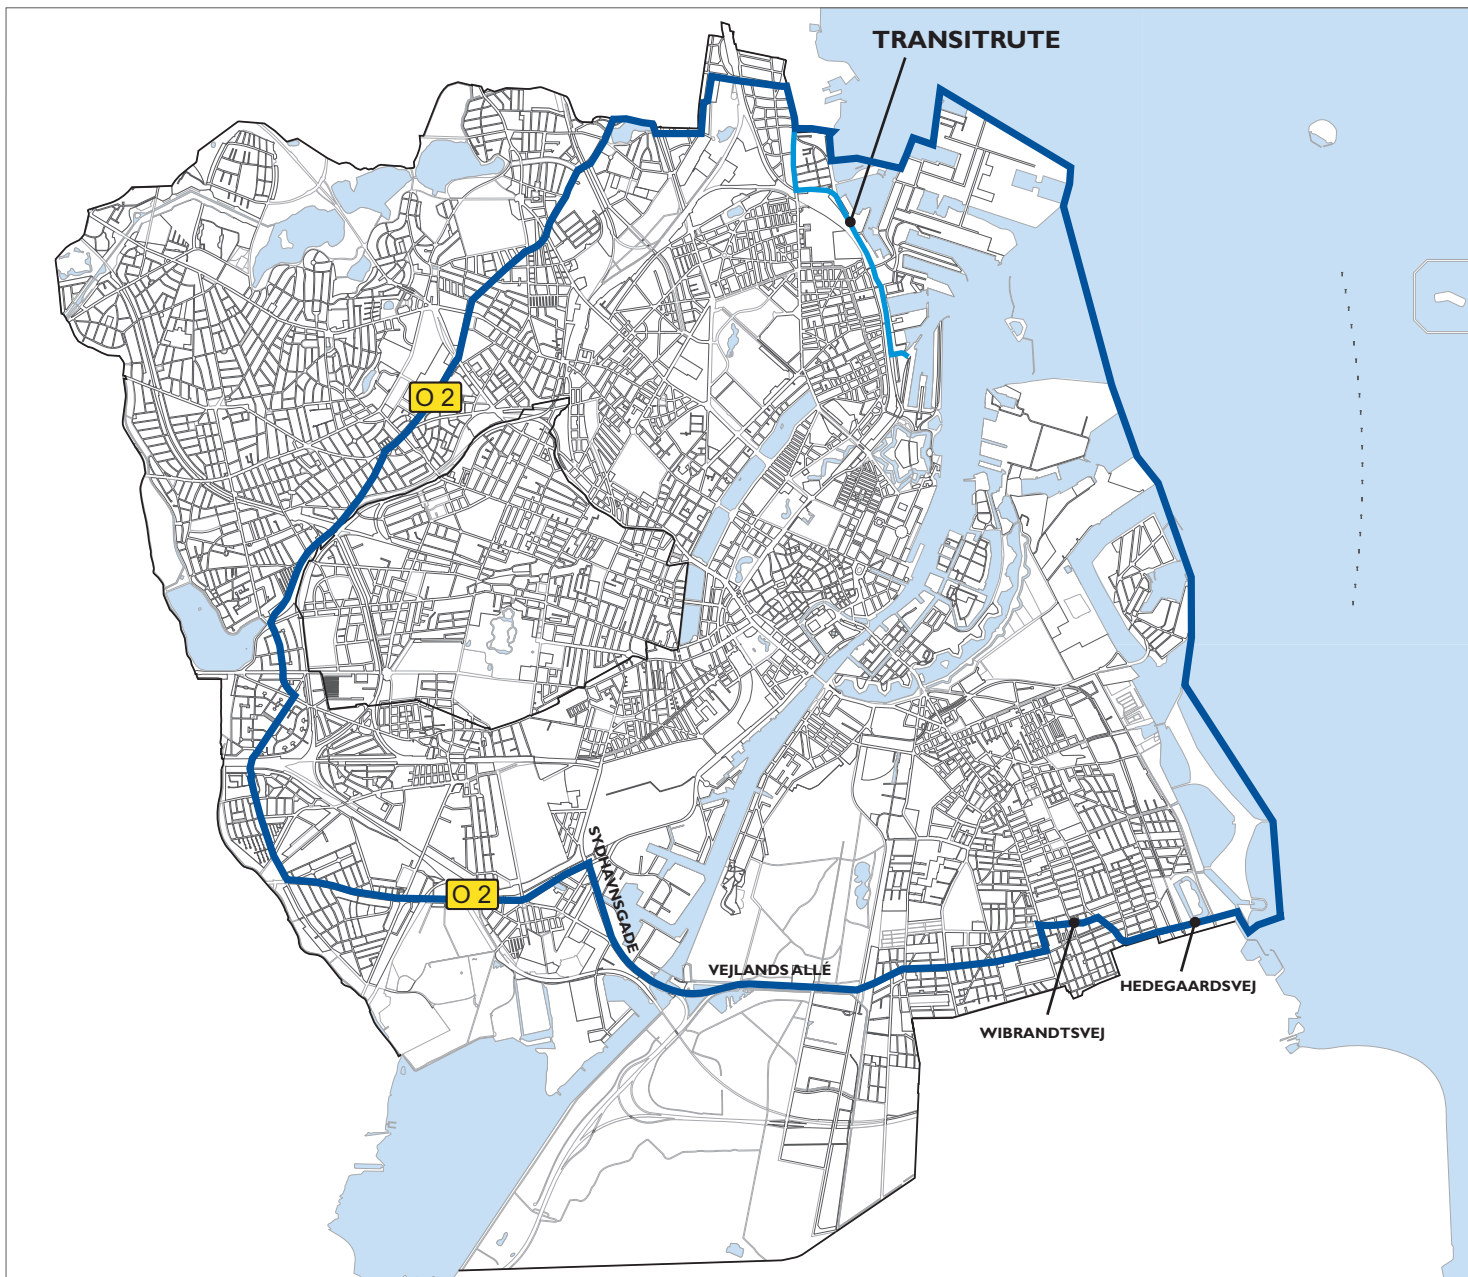 TRANSITRUTE
O 2
O 2
SYDHAVNSGADE
VEJLANDS ALLÉ
HEDEGAARDSVEJ
WIBRANDTSVEJ